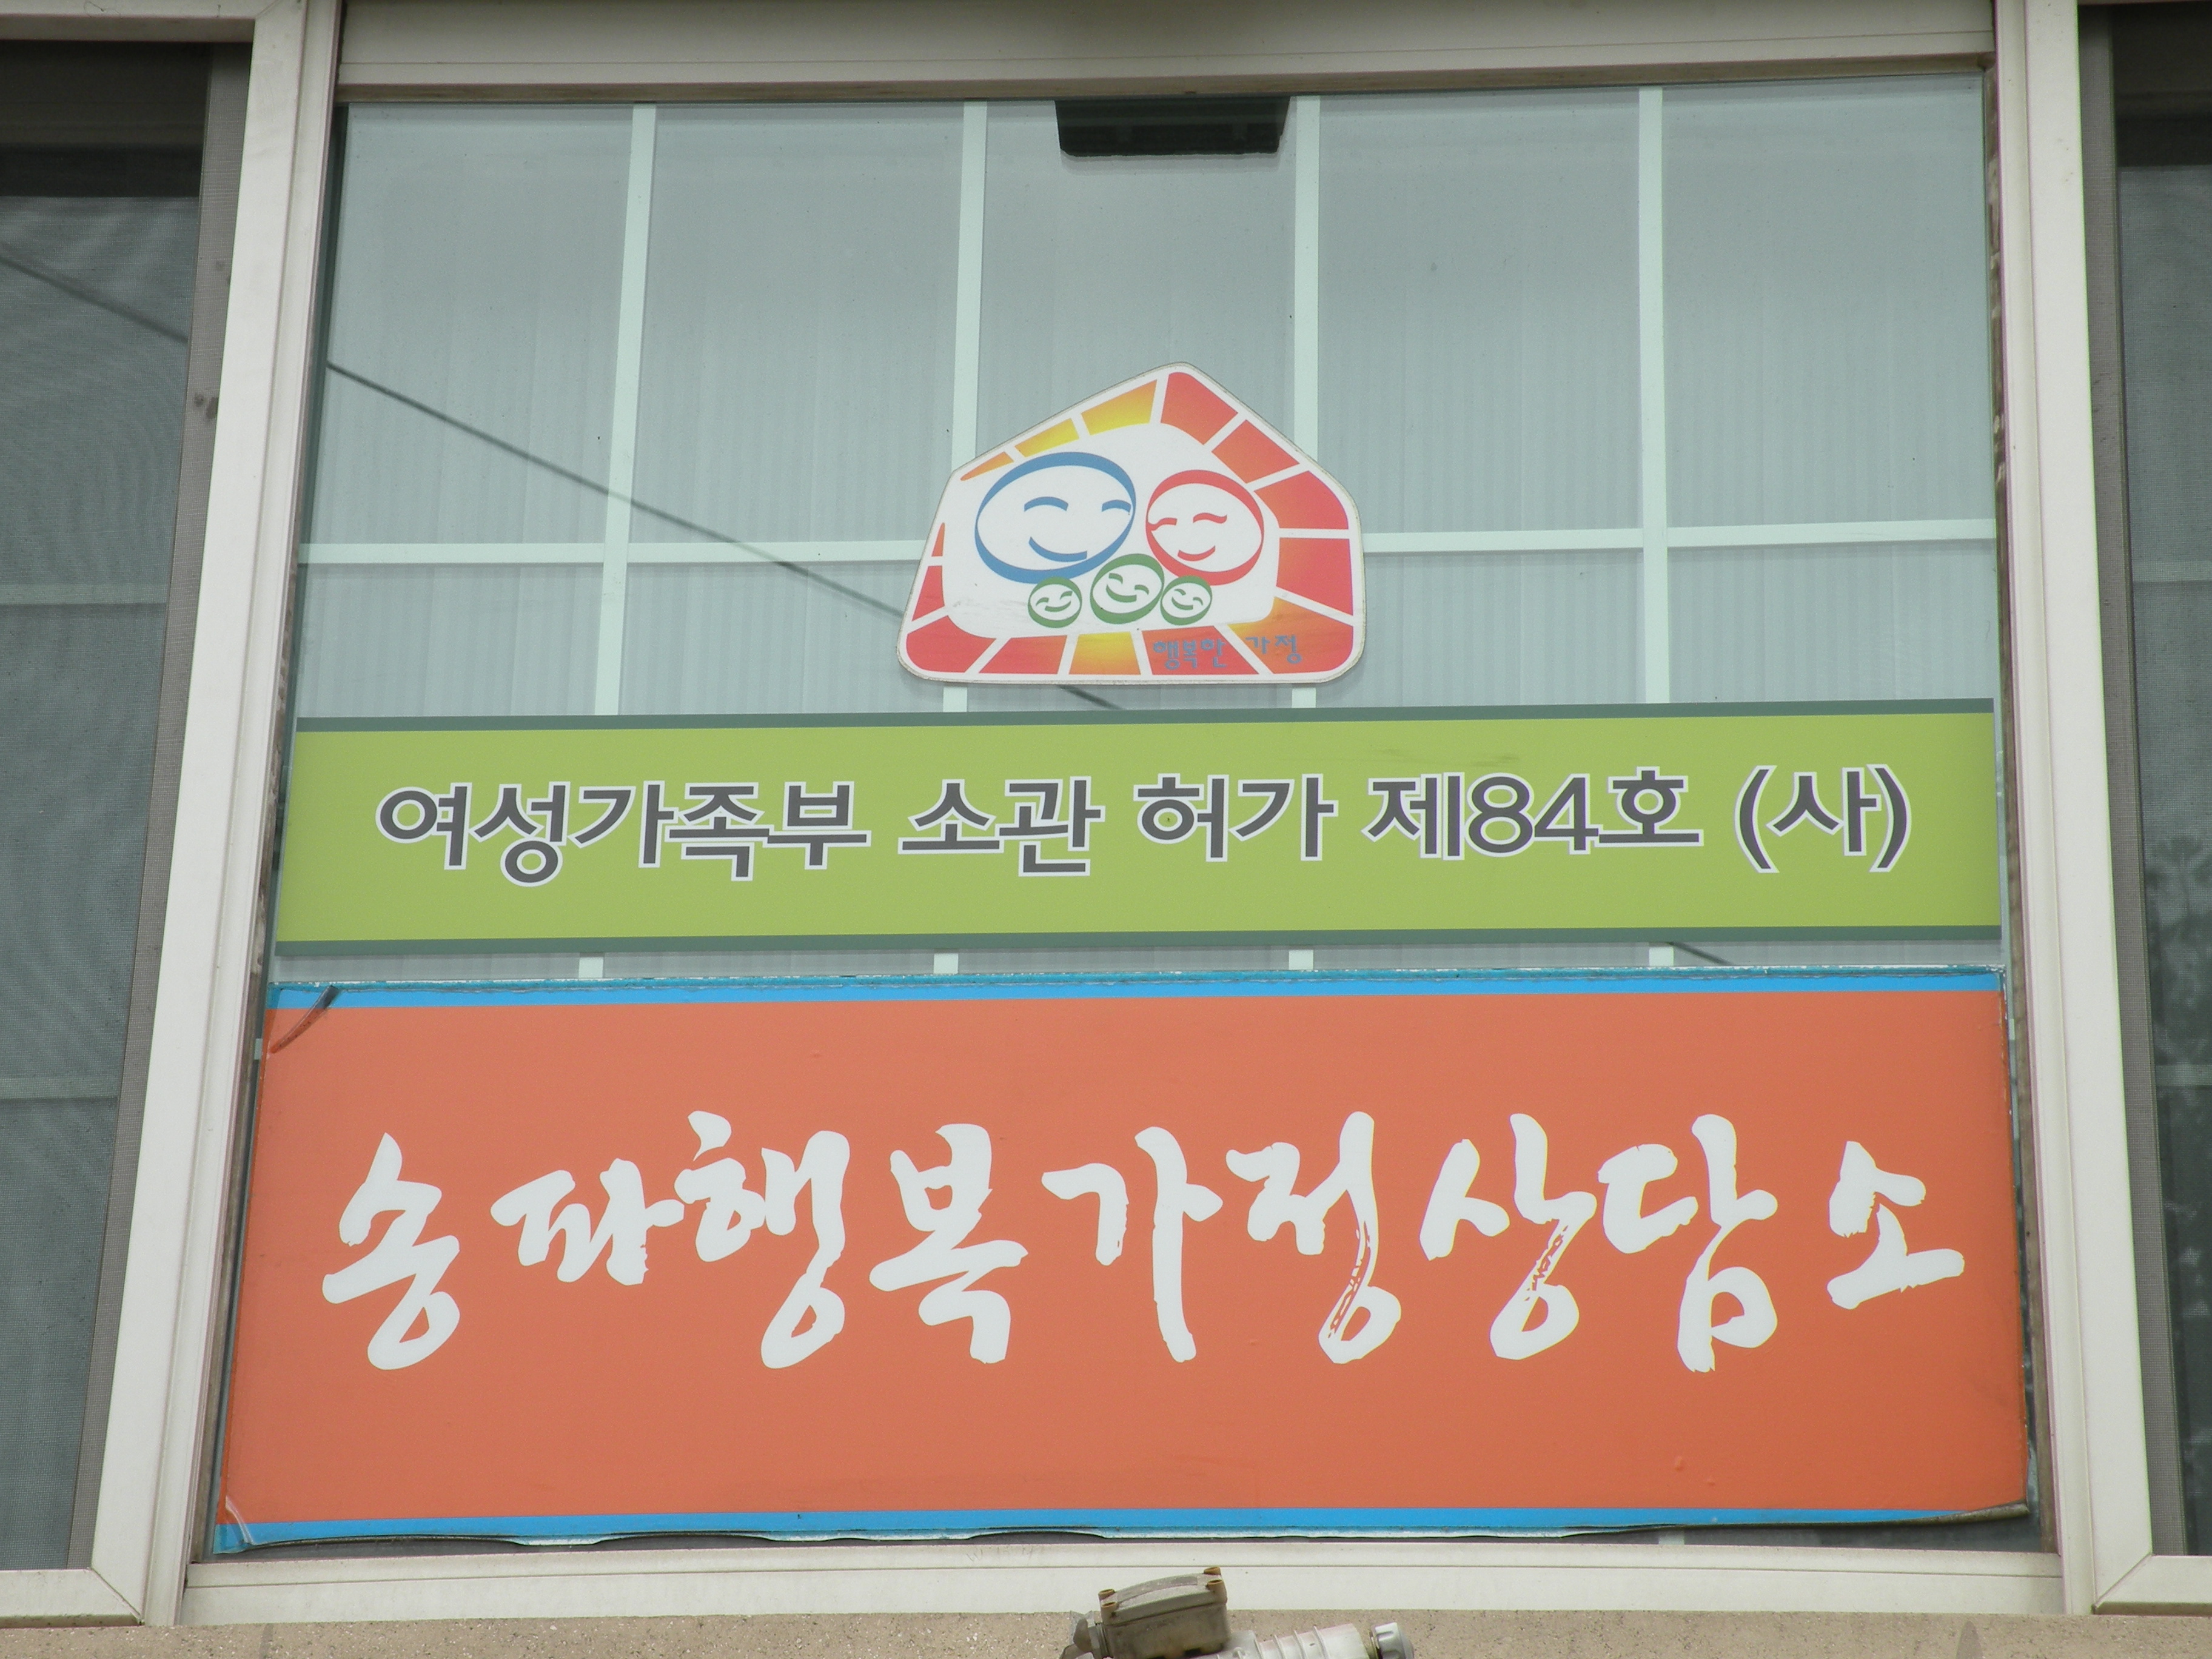 행복한 가정
여성가족부 소관 허가 제84호 (사)
송파행복가정상담소